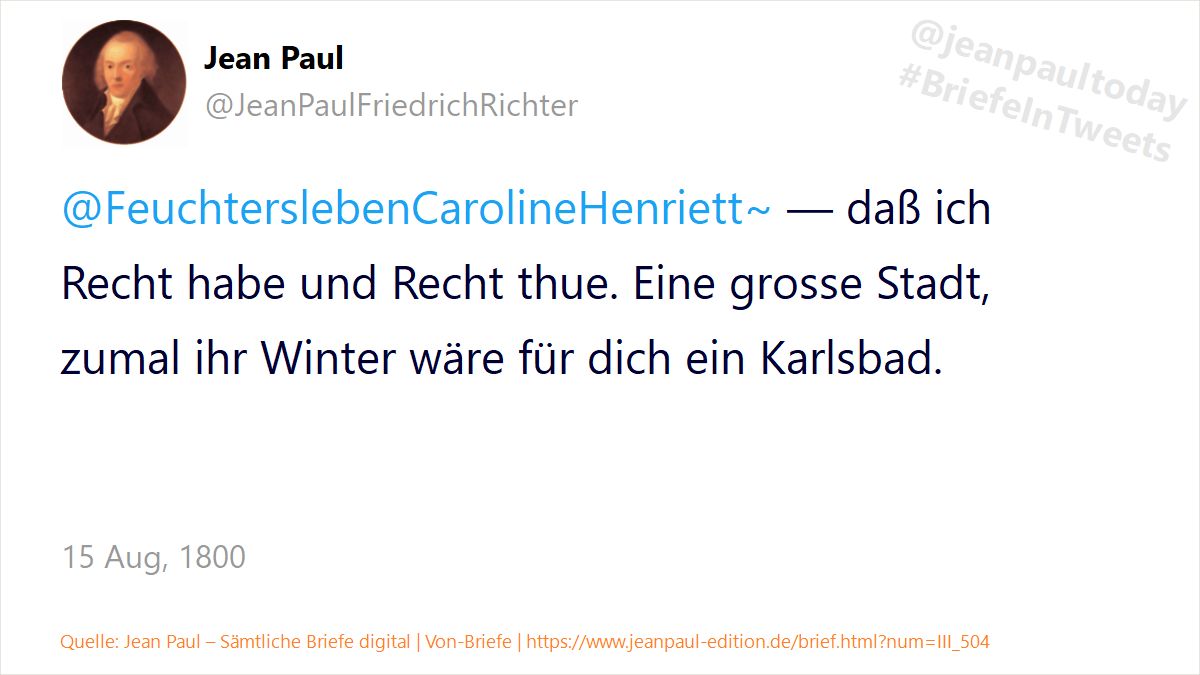 Jean Paul
@JeanPaulFriedrichRichter
@jeanpaultoday
#BriefeInTweets
@FeuchterslebenCarolineHenriett~ — daß ich
Recht habe und Recht thue. Eine grosse Stadt,
zumal ihr Winter wäre für dich ein Karlsbad.
15 Aug, 1800
Quelle: Jean Paul – Sämtliche Briefe digital | Von-Briefe | https://www.jeanpaul-edition.de/brief.html?num=III_504